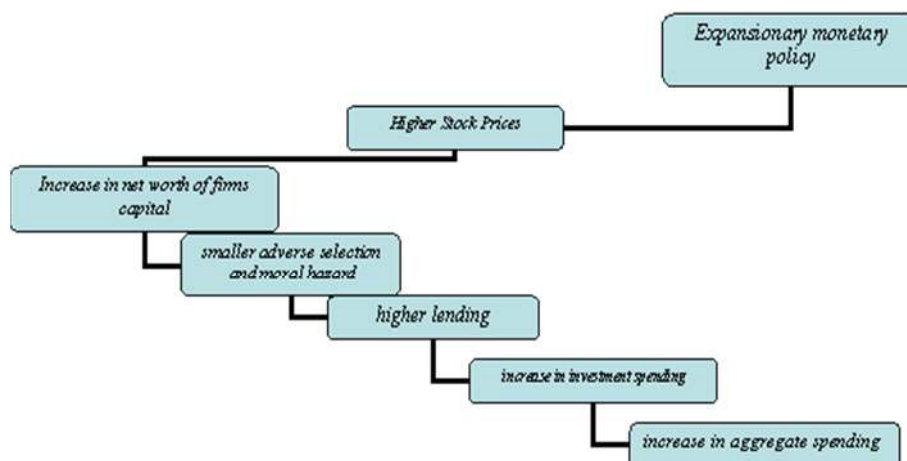 Expansionary monetary
policy
Higher Stock Prices
Increase in net worth of firms
capital
smaller adverse selection
and moral hazard
higher lending
increase in investment spending
increase in aggregate spending